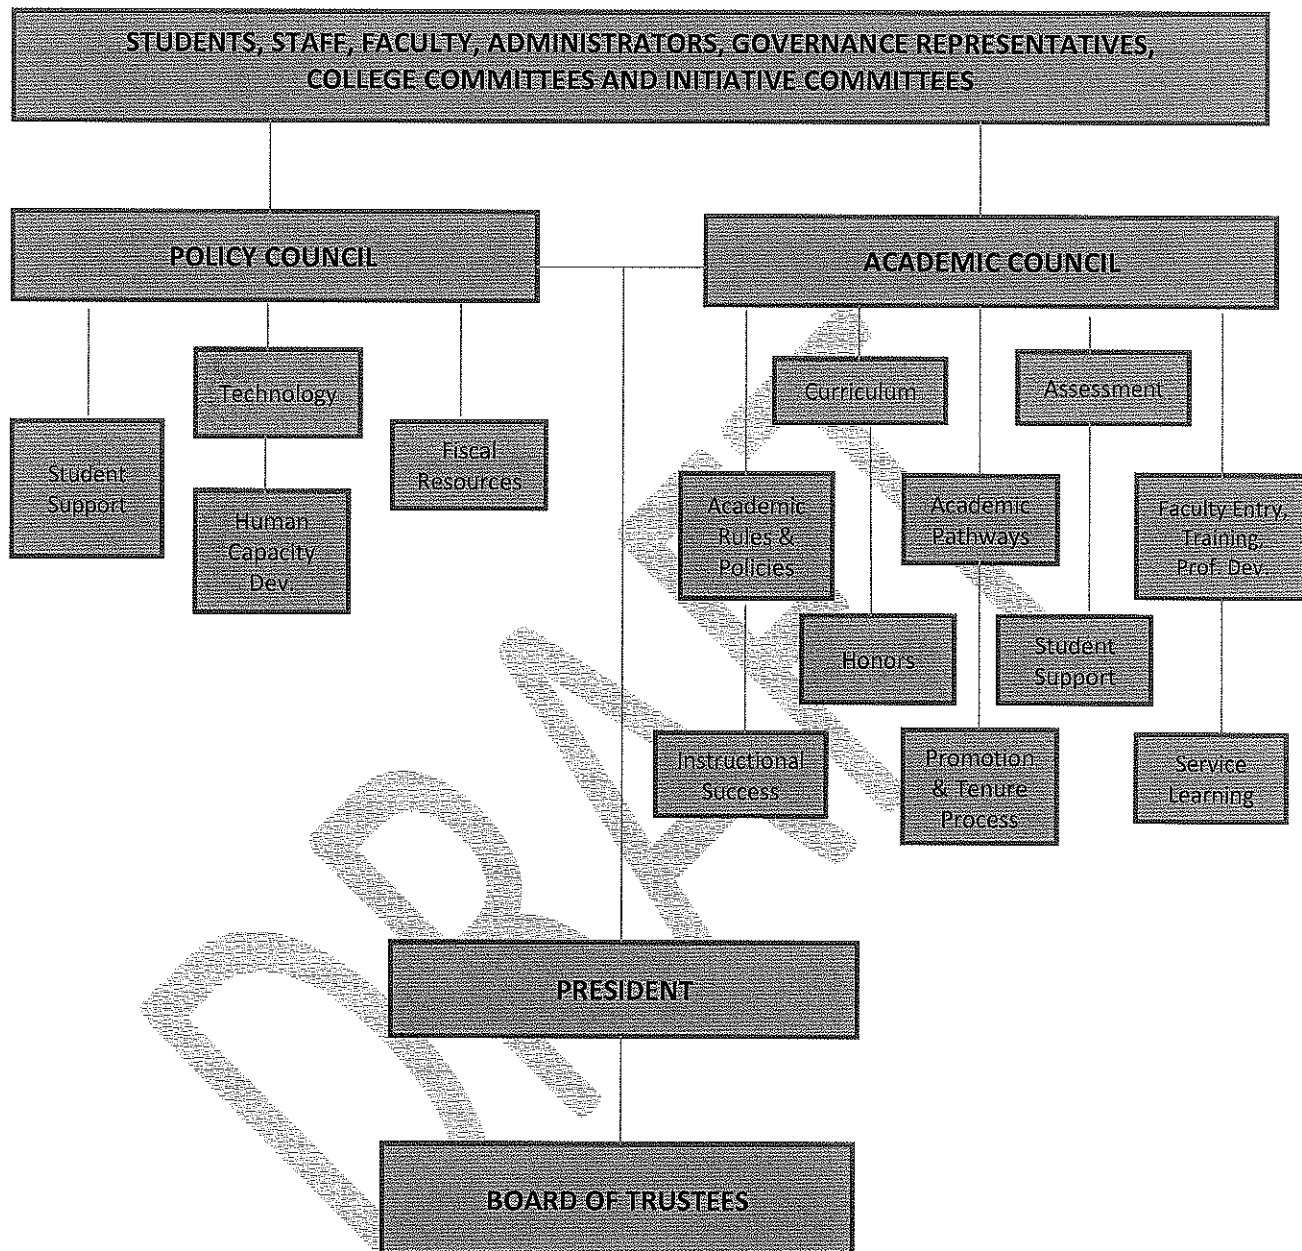 STUDENTS, STAFF, FACULTY, ADMINISTRATORS, GOVERNANCE REPRESENTATIVES,
COLLEGE COMMITTEES AND INITIATIVE COMMITTEES
POLICY COUNCIL
ACADEMIC COUNCIL
Technology
Curriculum
Assessment
Student
Support
Fiscal
Resources
Human
Capacity
Dev.
Academic
Rules &
Policies
Academic
Pathways
Faculty Entry,
Training,
Prof. Dev.
Honors
Student
Support
Instructional
Success
Promotion
& Tenure
Process
Service
Learning
PRESIDENT
BOARD OF TRUSTEES
DRAFT